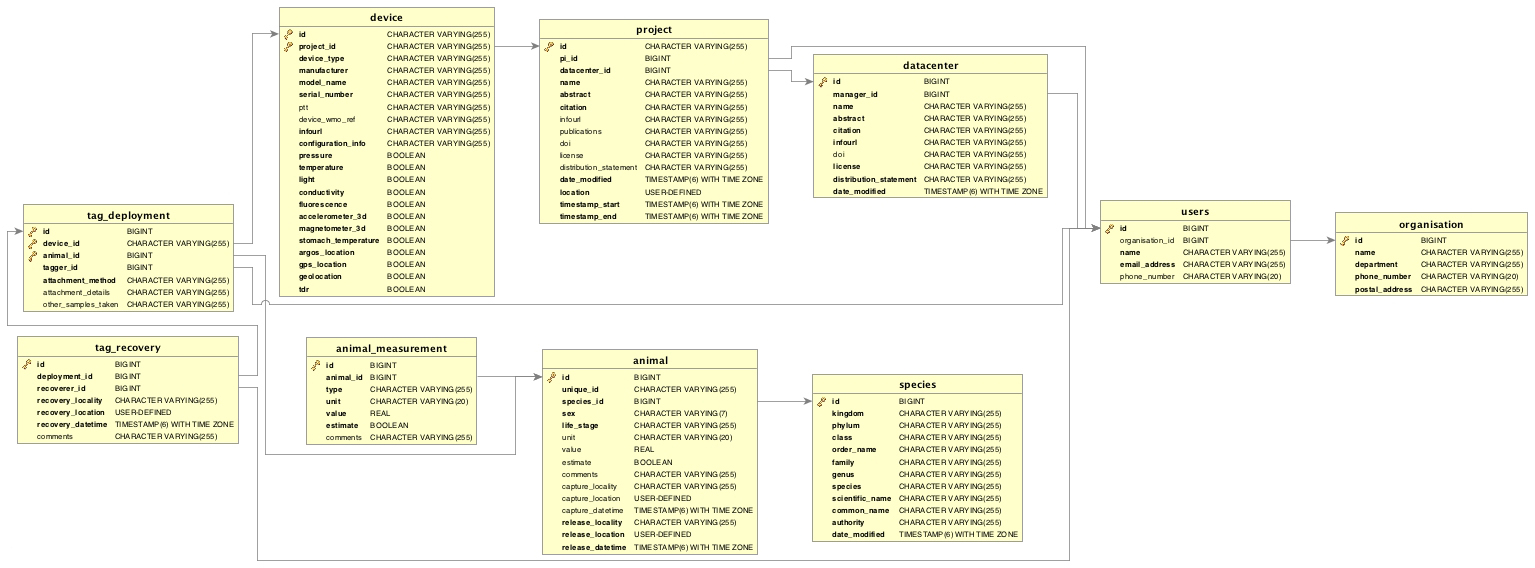 device
id CHARACTER VARYING(255)
project_id CHARACTER VARYING(255)
device_type CHARACTER VARYING(255)
manufacturer CHARACTER VARYING(255)
model_name CHARACTER VARYING(255)
serial_number CHARACTER VARYING(255)
ptt CHARACTER VARYING(255)
device_wmo_ref CHARACTER VARYING(255)
infourl CHARACTER VARYING(255)
configuration_info CHARACTER VARYING(255)
pressure BOOLEAN
temperature BOOLEAN
light BOOLEAN
conductivity BOOLEAN
fluorescence BOOLEAN
accelerometer_3d BOOLEAN
magnetometer_3d BOOLEAN
stomach_temperature BOOLEAN
argos_location BOOLEAN
gps_location BOOLEAN
geolocation BOOLEAN
tdr BOOLEAN
project
id CHARACTER VARYING(255)
pi_id BIGINT
datacenter_id BIGINT
name CHARACTER VARYING(255)
abstract CHARACTER VARYING(255)
citation CHARACTER VARYING(255)
infourl CHARACTER VARYING(255)
publications CHARACTER VARYING(255)
doi CHARACTER VARYING(255)
license CHARACTER VARYING(255)
distribution_statement CHARACTER VARYING(255)
date_modified TIMESTAMP(6) WITH TIME ZONE
location USER-DEFINED
timestamp_start TIMESTAMP(6) WITH TIME ZONE
timestamp_end TIMESTAMP(6) WITH TIME ZONE
datacenter
id BIGINT
manager_id BIGINT
name CHARACTER VARYING(255)
abstract CHARACTER VARYING(255)
citation CHARACTER VARYING(255)
infourl CHARACTER VARYING(255)
doi CHARACTER VARYING(255)
license CHARACTER VARYING(255)
distribution_statement CHARACTER VARYING(255)
date_modified TIMESTAMP(6) WITH TIME ZONE
tag_deployment
id BIGINT
device_id CHARACTER VARYING(255)
animal_id BIGINT
tagger_id BIGINT
attachment_method CHARACTER VARYING(255)
attachment_details CHARACTER VARYING(255)
other_samples_taken CHARACTER VARYING(255)
users
id BIGINT
organisation_id BIGINT
name CHARACTER VARYING(255)
email_address CHARACTER VARYING(255)
phone_number CHARACTER VARYING(20)
organisation
id BIGINT
name CHARACTER VARYING(255)
department CHARACTER VARYING(255)
phone_number CHARACTER VARYING(20)
postal_address CHARACTER VARYING(255)
tag_recovery
id BIGINT
deployment_id BIGINT
recoverer_id BIGINT
recovery_locality CHARACTER VARYING(255)
recovery_location USER-DEFINED
recovery_datetime TIMESTAMP(6) WITH TIME ZONE
comments CHARACTER VARYING(255)
animal_measurement
id BIGINT
animal_id BIGINT
type CHARACTER VARYING(255)
unit CHARACTER VARYING(20)
value REAL
estimate BOOLEAN
comments CHARACTER VARYING(255)
animal
id BIGINT
unique_id CHARACTER VARYING(255)
species_id BIGINT
sex CHARACTER VARYING(7)
life_stage CHARACTER VARYING(255)
unit CHARACTER VARYING(20)
value REAL
estimate BOOLEAN
comments CHARACTER VARYING(255)
capture_locality CHARACTER VARYING(255)
capture_location USER-DEFINED
capture_datetime TIMESTAMP(6) WITH TIME ZONE
release_locality CHARACTER VARYING(255)
release_location USER-DEFINED
release_datetime TIMESTAMP(6) WITH TIME ZONE
species
id BIGINT
kingdom CHARACTER VARYING(255)
phylum CHARACTER VARYING(255)
class CHARACTER VARYING(255)
order_name CHARACTER VARYING(255)
family CHARACTER VARYING(255)
genus CHARACTER VARYING(255)
species CHARACTER VARYING(255)
scientific_name CHARACTER VARYING(255)
common_name CHARACTER VARYING(255)
authority CHARACTER VARYING(255)
date_modified TIMESTAMP(6) WITH TIME ZONE